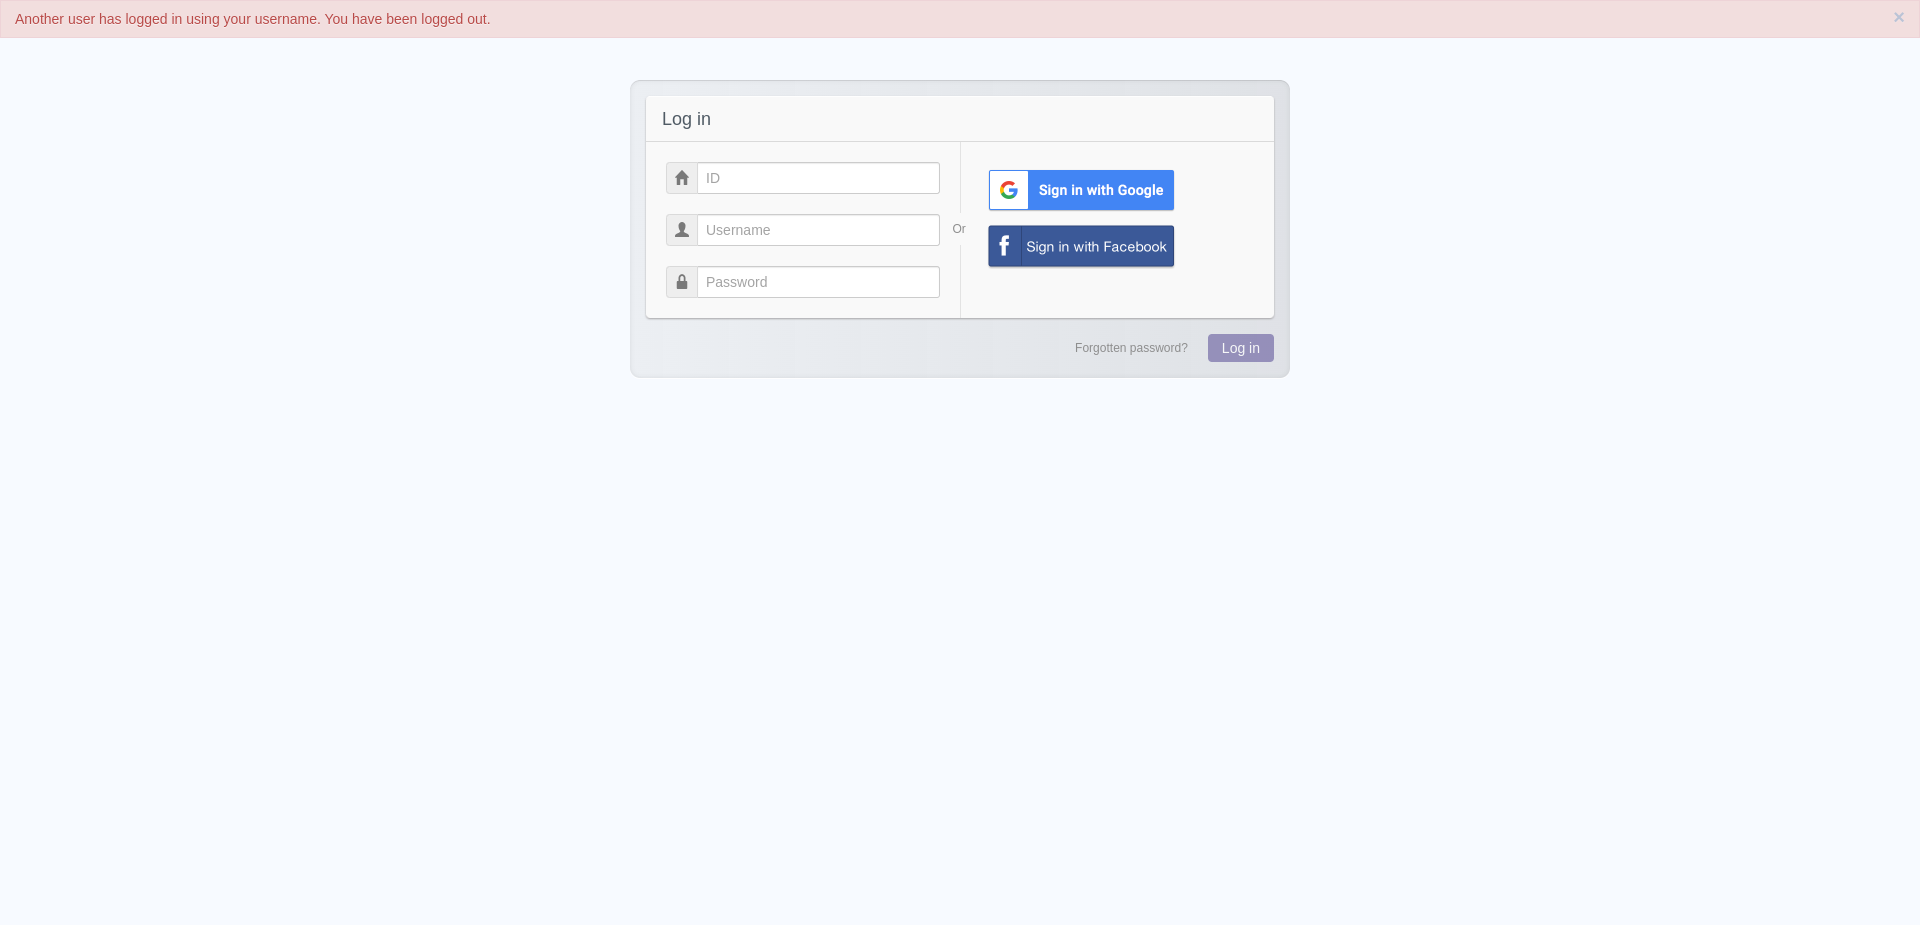 Another user has logged in using your username. You have been logged out.
×
Log in
ID
Username
Password
Or
Sign in with Google
Sign in with Facebook
Forgotten password?
Log in